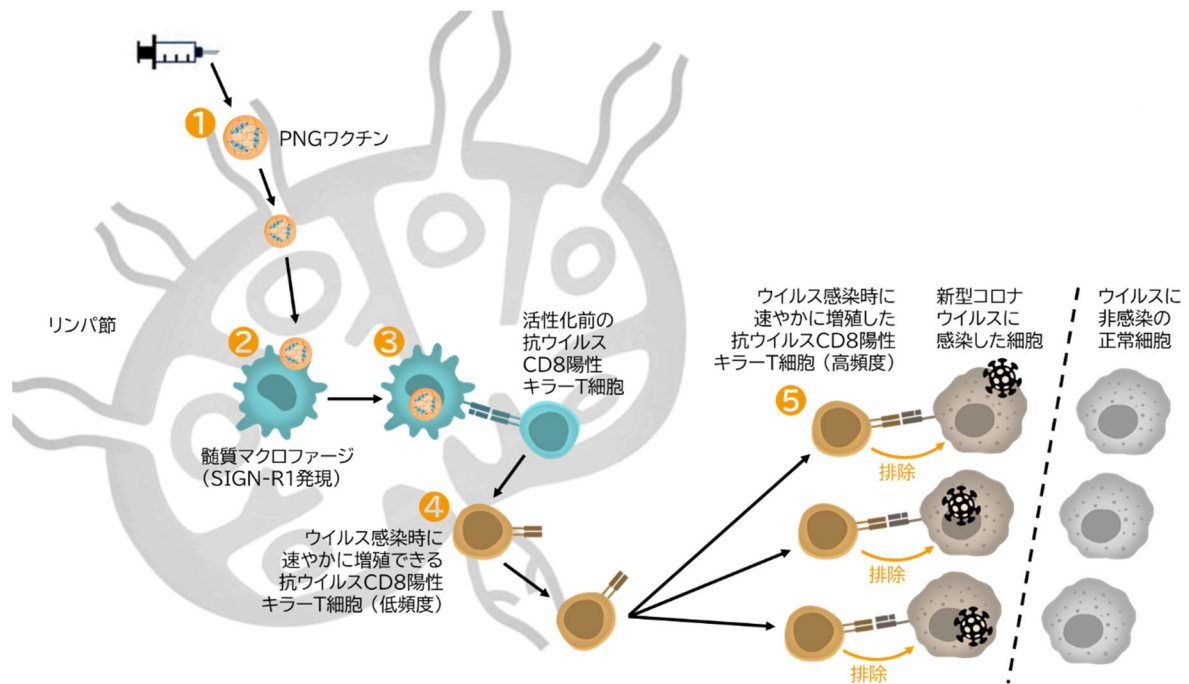 1
PNGワクチン
リンパ節
2
髄質マクロファージ
（SIGN-R1発現）
3
活性化前の
抗ウイルス
CD8陽性
キラーT細胞
4
ウイルス感染時に
速やかに増殖できる
抗ウイルスCD8陽性
キラーT細胞（低頻度）
ウイルス感染時に
速やかに増殖した
抗ウイルスCD8陽性
キラーT細胞（高頻度）
5
新型コロナ
ウイルスに
感染した細胞
ウイルスに
非感染の
正常細胞
排除
排除
排除